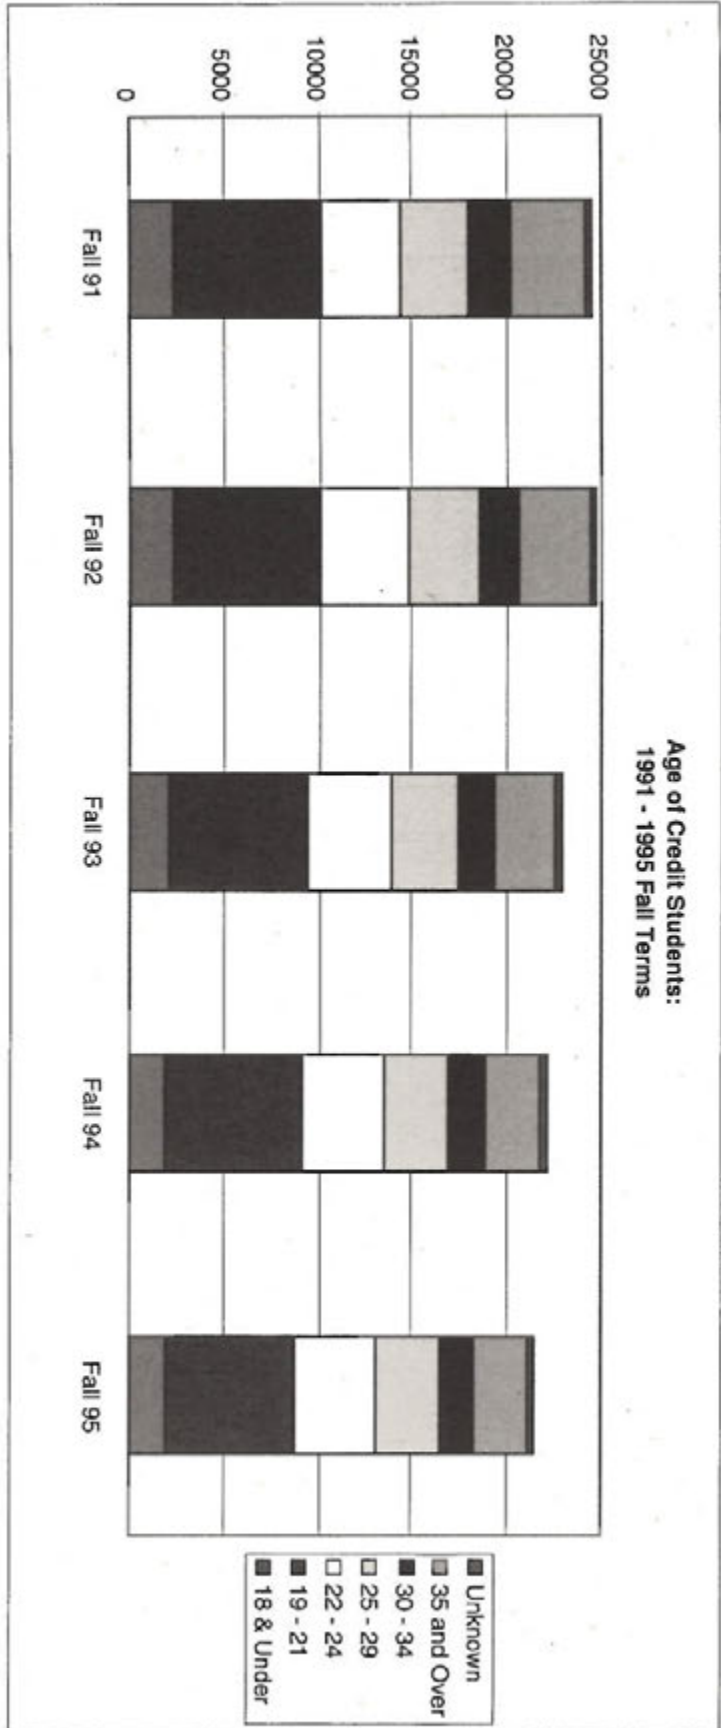 Age of Credit Students:
1991 - 1995 Fall Terms
25000
20000
15000
10000
5000
0
Fall 91
Fall 92
Fall 93
Fall 94
Fall 95
Unknown
35 and Over
30 - 34
25 - 29
22 - 24
19 - 21
18 & Under